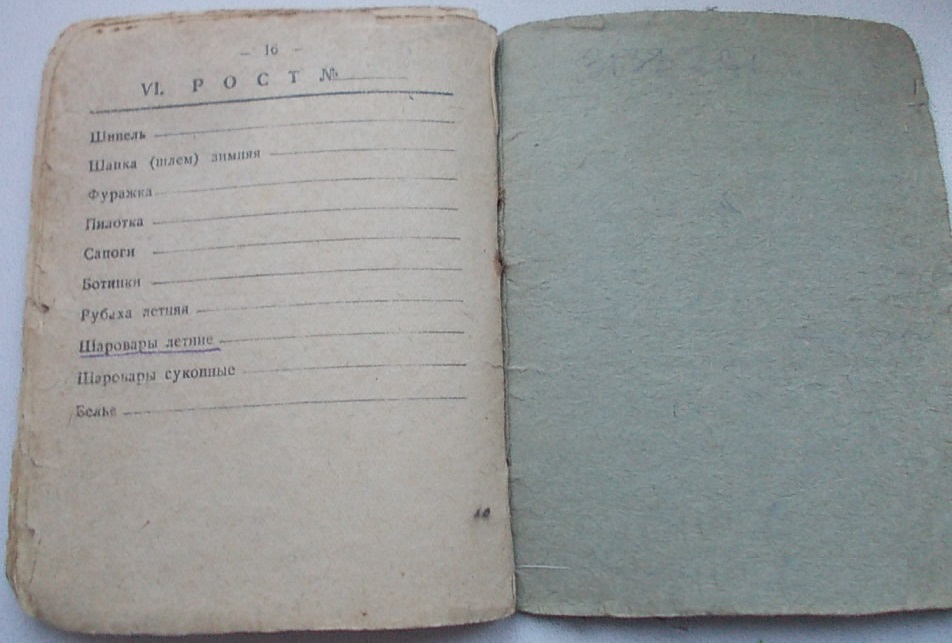 – 16 –
VI. РОСТ №
Шинель
Шапка (шлем) зимняя
Фуражка
Пилотка
Сапоги
Ботинки
Рубаха летняя
Шаровары летние
Шаровары суконные
Белье